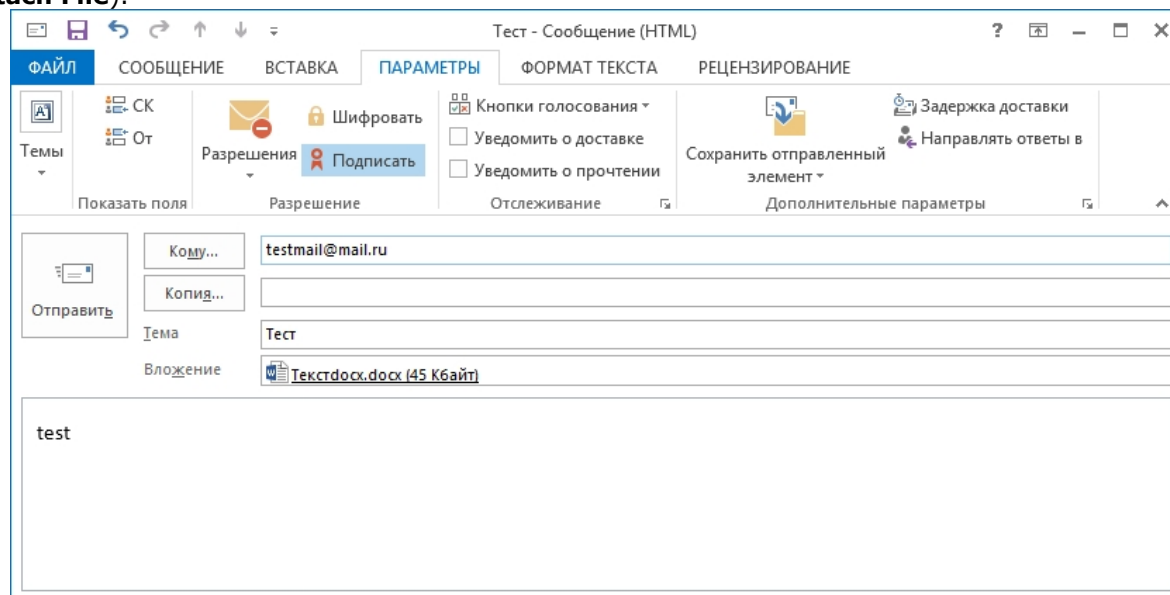 tach File).
Тест - Сообщение (HTML)
ФАЙЛ СООБЩЕНИЕ ВСТАВКА ПАРАМЕТРЫ ФОРМАТ ТЕКСТА РЕЦЕНЗИРОВАНИЕ
Темы
СК
От
Показать поля
Разрешения
Шифровать
Подписать
Разрешение
Кнопки голосования
Уведомить о доставке
Уведомить о прочтении
Отслеживание
Сохранить отправленный
элемент
Задержка доставки
Направлять ответы в
Дополнительные параметры
Отправить
Кому... testmail@mail.ru
Копия...
Тема Тест
Вложение Текстdocx.docx (45 Кбайт)
test